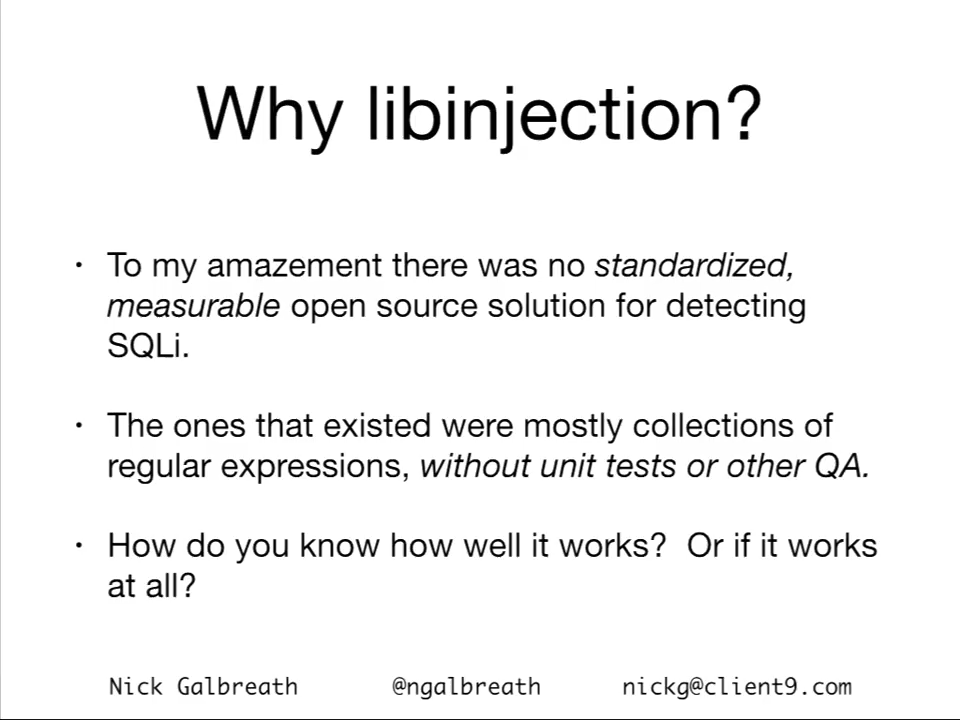 Why libinjection?
• To my amazement there was no standardized,
measurable open source solution for detecting
SQLi.
• The ones that existed were mostly collections of
regular expressions, without unit tests or other QA.
• How do you know how well it works?  Or if it works
at all?
Nick Galbreath @ngalbreath nickg@client9.com